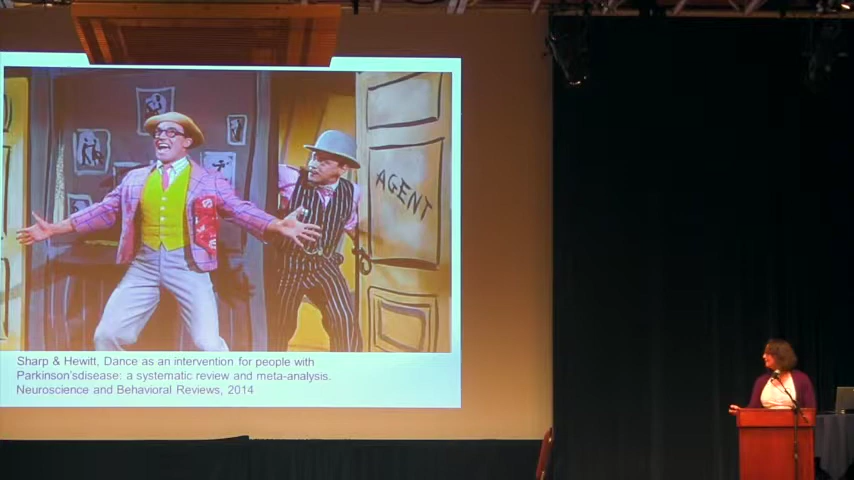 AGENT
Sharp & Hewitt, Dance as an intervention for people with
Parkinson'sdisease: a systematic review and meta-analysis.
Neuroscience and Behavioral Reviews, 2014